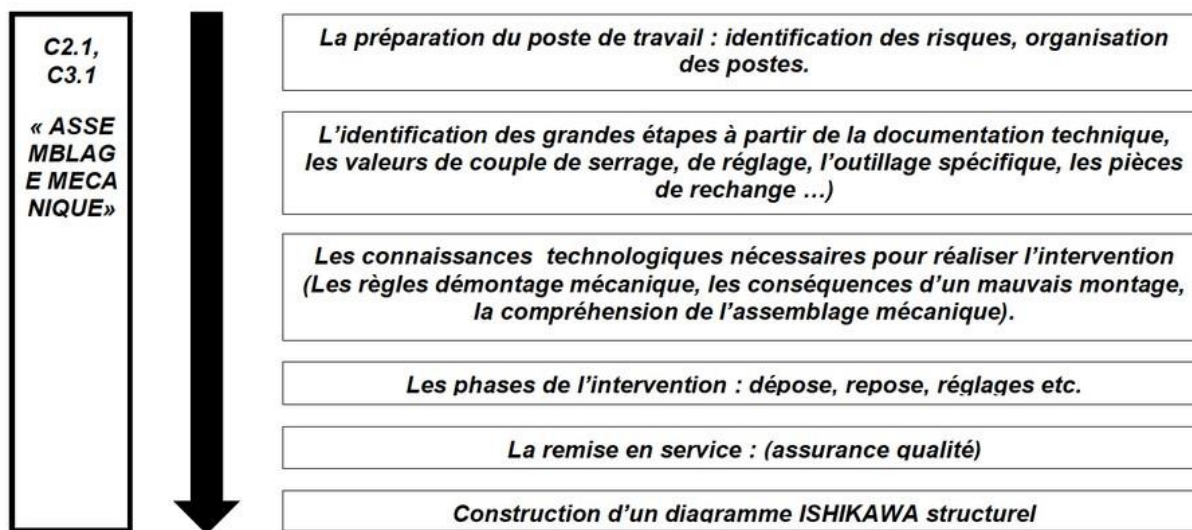 C2.1,
C3.1
« ASSE
MBLAG
E MECA
NIQUE»
La préparation du poste de travail : identification des risques, organisation
des postes.
L’identification des grandes étapes à partir de la documentation technique,
les valeurs de couple de serrage, de réglage, l’outillage spécifique, les pièces
de rechange …)
Les connaissances technologiques nécessaires pour réaliser l’intervention
(Les règles démontage mécanique, les conséquences d’un mauvais montage,
la compréhension de l’assemblage mécanique).
Les phases de l’intervention : dépose, repose, réglages etc.
La remise en service : (assurance qualité)
Construction d’un diagramme ISHIKAWA structurel